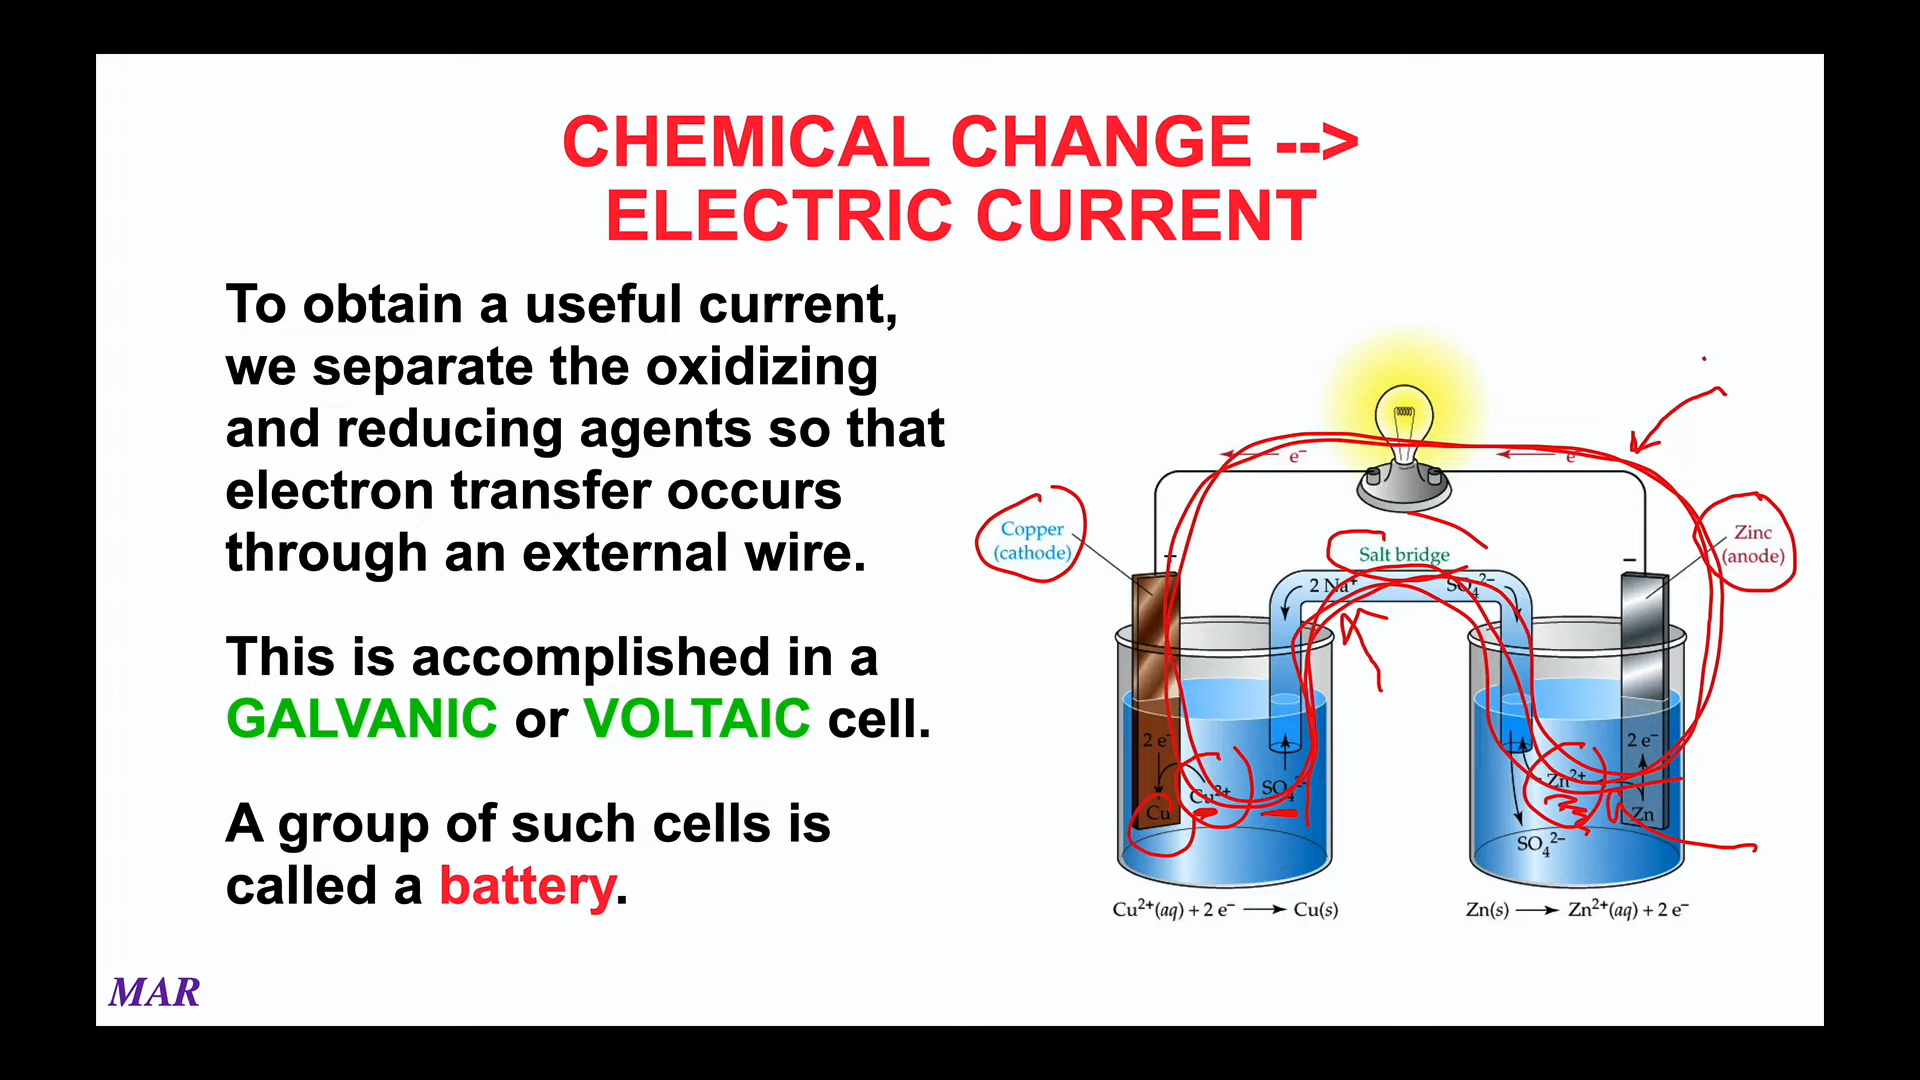 CHEMICAL CHANGE -->
ELECTRIC CURRENT
To obtain a useful current,
we separate the oxidizing
and reducing agents so that
electron transfer occurs
through an external wire.
This is accomplished in a
GALVANIC or VOLTAIC cell.
A group of such cells is
called a battery.
e⁻
e⁻
Copper
(cathode)
Zinc
(anode)
+
−
Salt bridge
2 Na⁺
SO₄²⁻
2 e⁻
Cu²⁺
Cu
SO₄²⁻
2 e⁻
Zn²⁺
Zn
SO₄²⁻
Cu²⁺(aq) + 2 e⁻ ⟶ Cu(s)
Zn(s) ⟶ Zn²⁺(aq) + 2 e⁻
MAR